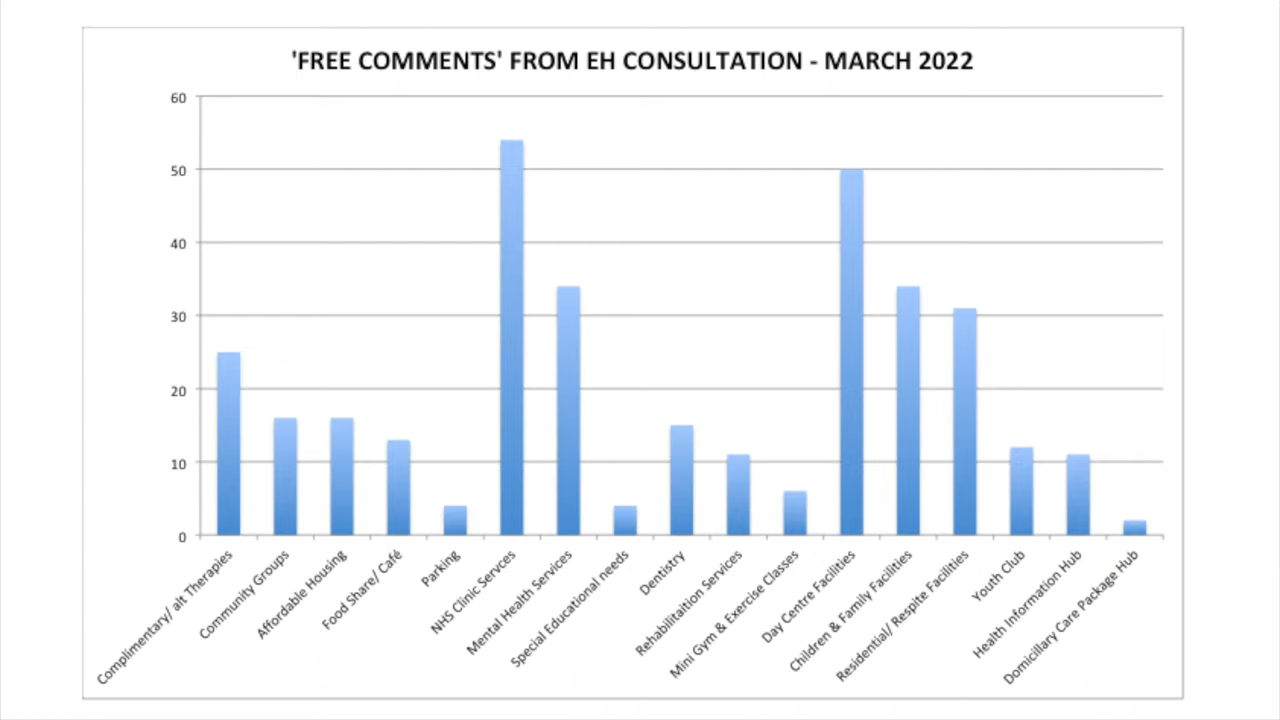 'FREE COMMENTS' FROM EH CONSULTATION - MARCH 2022
60
50
40
30
20
10
0
Complimentary/ alt Therapies
Community Groups
Affordable Housing
Food Share/ Café
Parking
NHS Clinic Servces
Mental Health Services
Special Educational needs
Dentistry
Rehabilitaition Services
Mini Gym & Exercise Classes
Day Centre Facilities
Children & Family Facilities
Residential/ Respite Facilities
Youth Club
Health Information Hub
Domicillary Care Package Hub